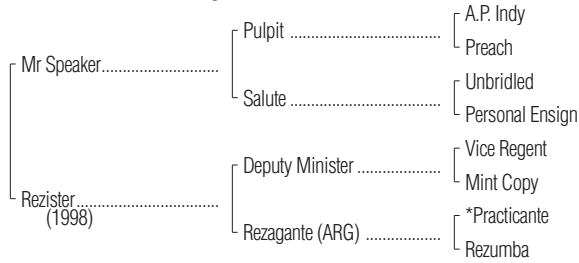 A.P. Indy
Pulpit ..............................
Preach
Mr Speaker.............................
Unbridled
Salute ..............................
Personal Ensign
Vice Regent
Deputy Minister .....................
Mint Copy
Rezister.................................
(1998)
*Practicante
Rezagante (ARG) ..................
Rezumba